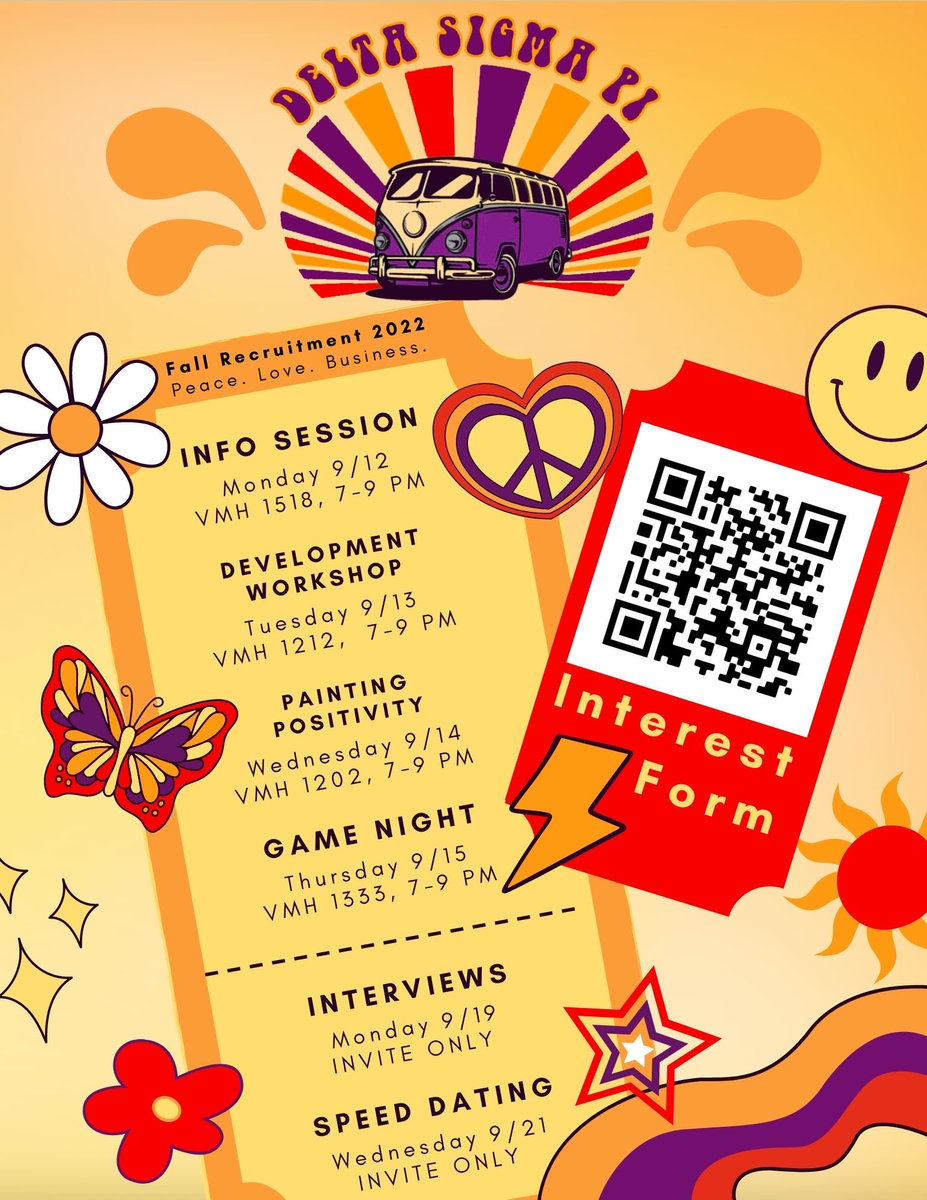 DELTA SIGMA PI
Fall Recruitment 2022
Peace. Love. Business.
INFO SESSION
Monday 9/12
VMH 1518, 7-9 PM
DEVELOPMENT
WORKSHOP
Tuesday 9/13
VMH 1212, 7-9 PM
PAINTING
POSITIVITY
Wednesday 9/14
VMH 1202, 7-9 PM
GAME NIGHT
Thursday 9/15
VMH 1333, 7-9 PM
INTERVIEWS
Monday 9/19
INVITE ONLY
SPEED DATING
Wednesday 9/21
INVITE ONLY
Interest
Form